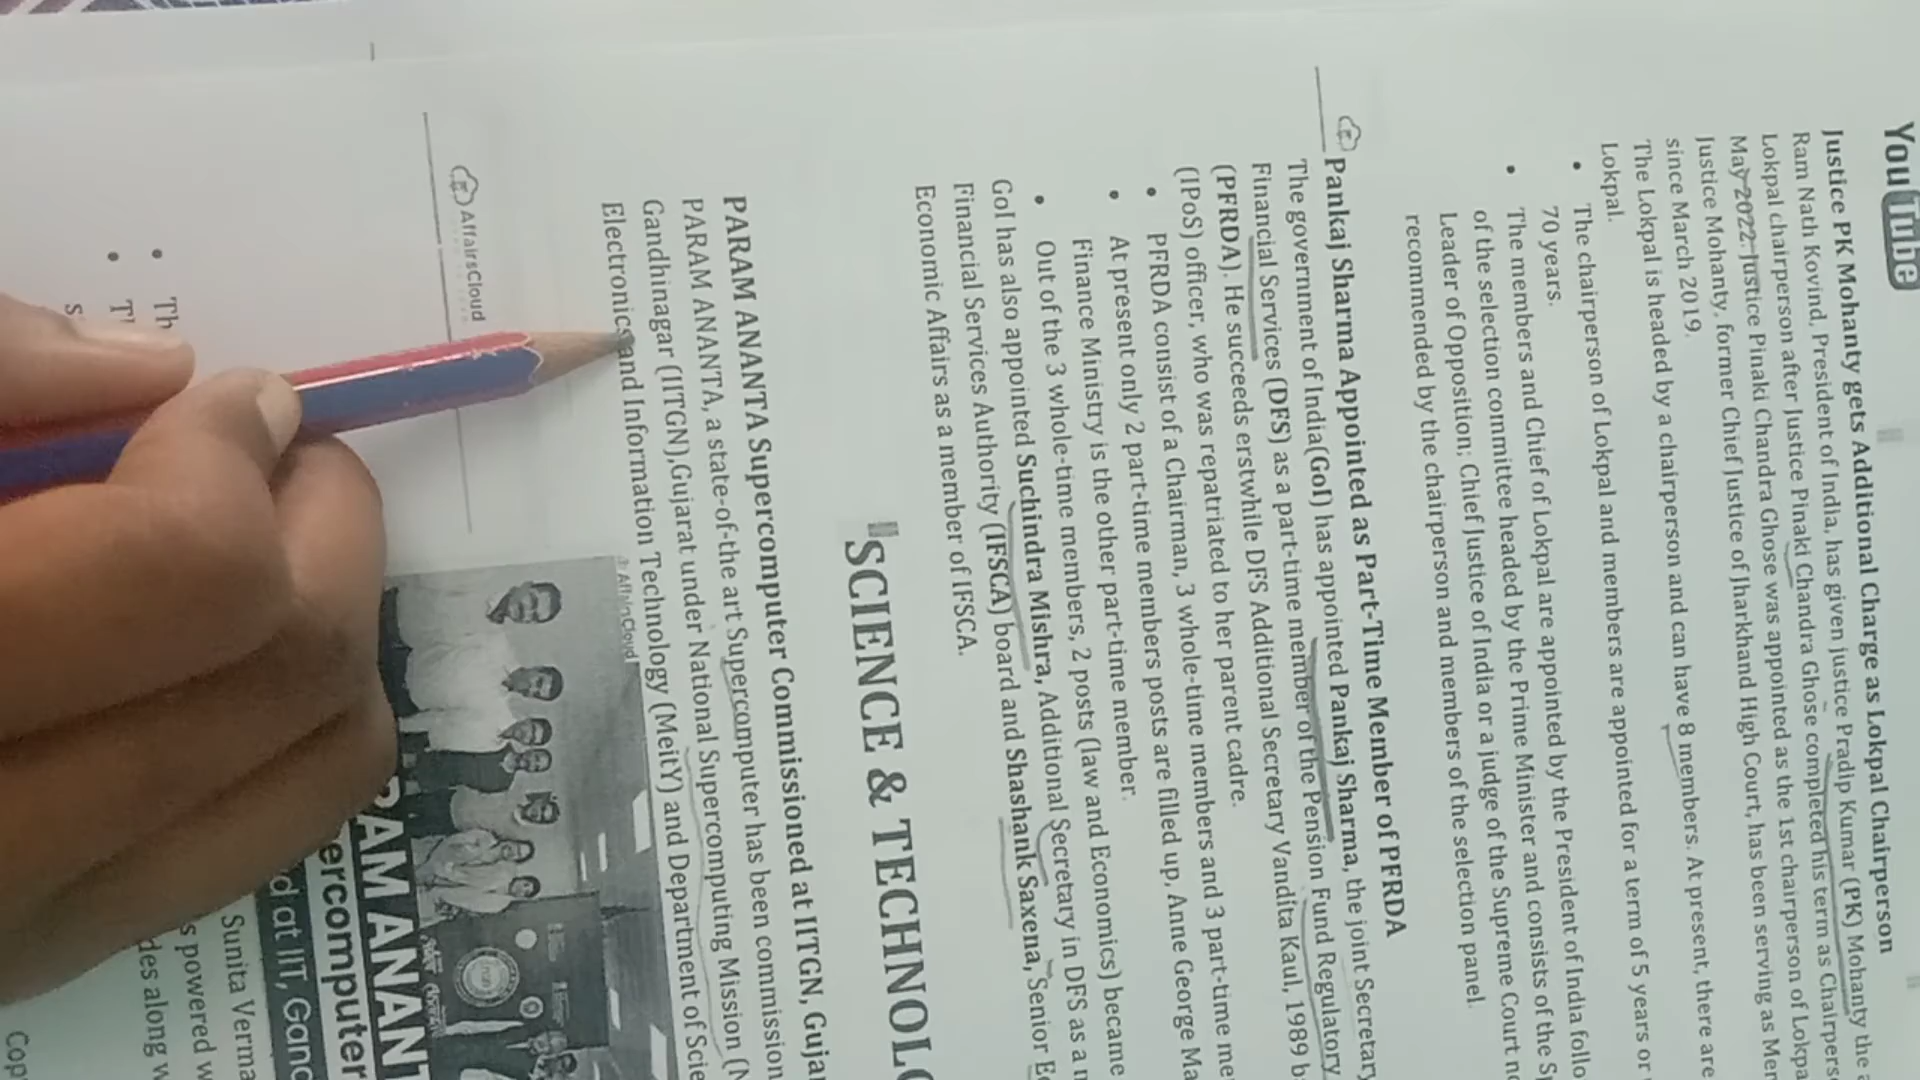 YouTube
Justice PK Mohanty gets Additional Charge as Lokpal Chairperson
Ram Nath Kovind, President of India, has given justice Pradip Kumar (PK) Mohanty the a
Lokpal chairperson after Justice Pinaki Chandra Ghose completed his term as Chairpers
May 2022. Justice Pinaki Chandra Ghose was appointed as the 1st chairperson of Lokpa
Justice Mohanty, former Chief Justice of Jharkhand High Court, has been serving as Mer
since March 2019.
The Lokpal is headed by a chairperson and can have 8 members. At present, there are
Lokpal.
• The chairperson of Lokpal and members are appointed for a term of 5 years or
70 years.
• The members and Chief of Lokpal are appointed by the President of India follo
of the selection committee headed by the Prime Minister and consists of the Sp
Leader of Opposition; Chief Justice of India or a judge of the Supreme Court no
recommended by the chairperson and members of the selection panel.
Pankaj Sharma Appointed as Part-Time Member of PFRDA
The government of India(GoI) has appointed Pankaj Sharma, the joint Secretary
Financial Services (DFS) as a part-time member of the Pension Fund Regulatory
(PFRDA). He succeeds erstwhile DFS Additional Secretary Vandita Kaul, 1989 b
(IPoS) officer, who was repatriated to her parent cadre.
• PFRDA consist of a Chairman, 3 whole-time members and 3 part-time me
• At present only 2 part-time members posts are filled up, Anne George Ma
Finance Ministry is the other part-time member.
• Out of the 3 whole-time members, 2 posts (law and Economics) became
GoI has also appointed Suchindra Mishra, Additional Secretary in DFS as a n
Financial Services Authority (IFSCA) board and Shashank Saxena, Senior Ec
Economic Affairs as a member of IFSCA.
SCIENCE & TECHNOLO
PARAM ANANTA Supercomputer Commissioned at IITGN, Gujar
PARAM ANANTA, a state-of-the art Supercomputer has been commission
Gandhinagar (IITGN),Gujarat under National Supercomputing Mission (N
Electronics and Information Technology (MeitY) and Department of Scie
AffairsCloud
AffairsCloud
PARAM ANANT
ercomputer
d at IIT, Gand
• Th
• T
s
Sunita Verma
s powered w
des along w
Cop